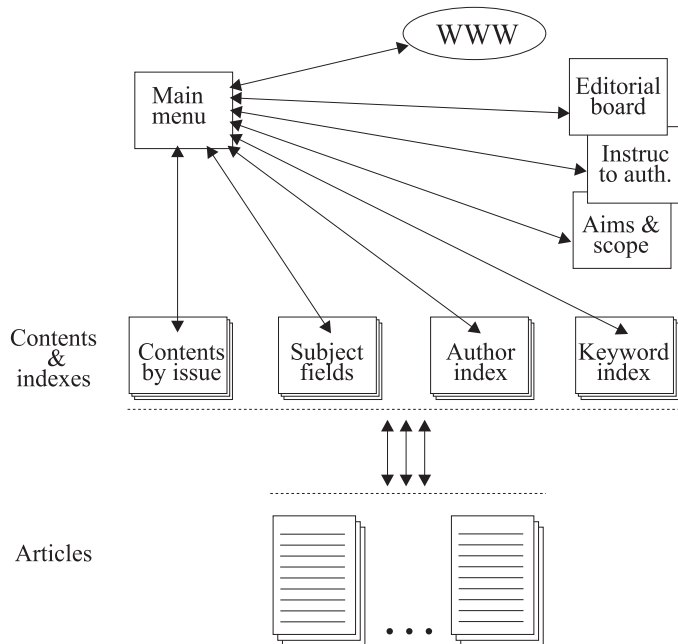 WWW
Main
menu
Editorial
board
Instruc
to auth.
Aims &
scope
Contents
&
indexes
Contents
by issue
Subject
fields
Author
index
Keyword
index
Articles